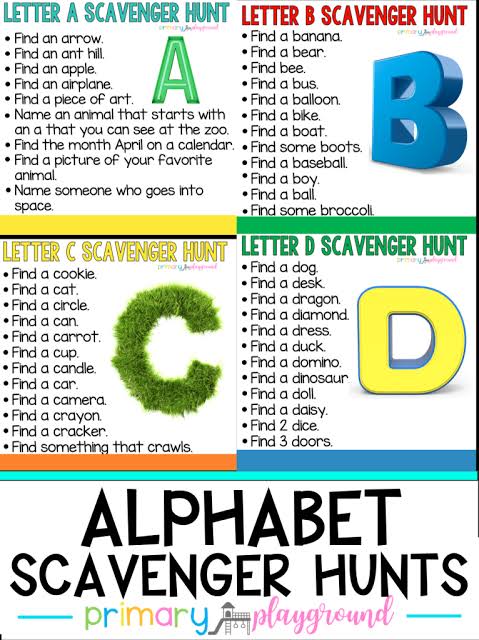 LETTER A SCAVENGER HUNT
primary playground
• Find an arrow.
• Find an ant hill.
• Find an apple.
• Find an airplane.
• Find a piece of art.
• Name an animal that starts with
an a that you can see at the zoo.
• Find the month April on a calendar.
• Find a picture of your favorite
animal.
• Name someone who goes into
space.
A
LETTER B SCAVENGER HUNT
primary playground
• Find a banana.
• Find a bear.
• Find bee.
• Find a bus.
• Find a balloon.
• Find a bike.
• Find a boat.
• Find some boots.
• Find a baseball.
• Find a boy.
• Find a ball.
• Find some broccoli.
B
LETTER C SCAVENGER HUNT
primary playground
• Find a cookie.
• Find a cat.
• Find a circle.
• Find a can.
• Find a carrot.
• Find a cup.
• Find a candle.
• Find a car.
• Find a camera.
• Find a crayon.
• Find a cracker.
• Find something that crawls.
C
LETTER D SCAVENGER HUNT
primary playground
• Find a dog.
• Find a desk.
• Find a dragon.
• Find a diamond.
• Find a dress.
• Find a duck.
• Find a domino.
• Find a dinosaur
• Find a doll.
• Find a daisy.
• Find 2 dice.
• Find 3 doors.
D
ALPHABET
SCAVENGER HUNTS
primary playground